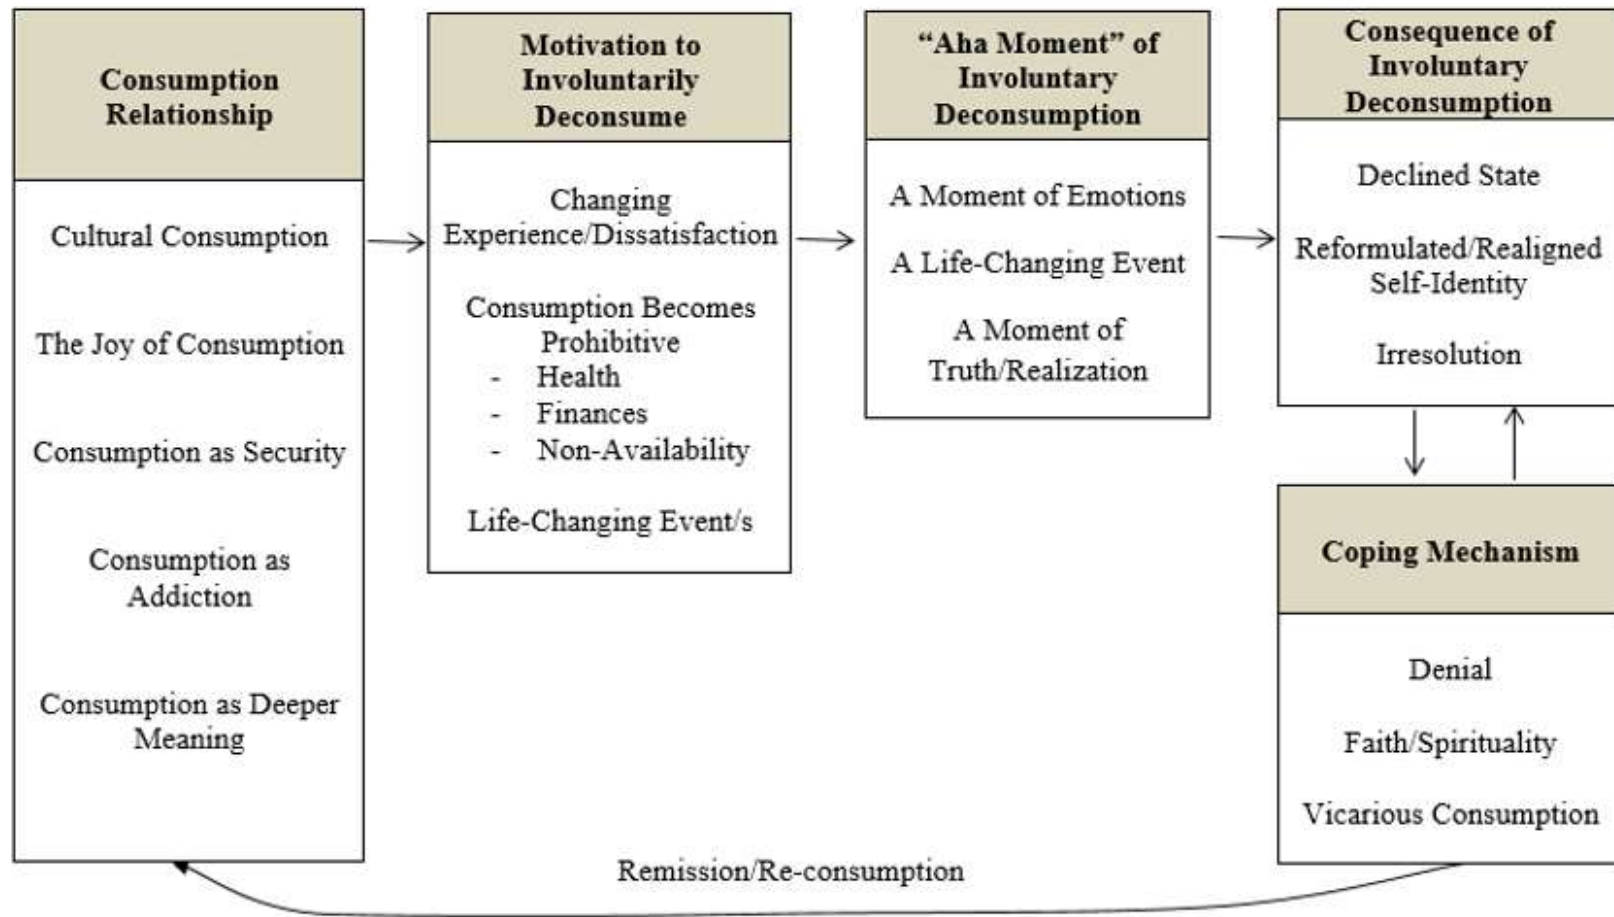 Consumption
Relationship
Cultural Consumption
The Joy of Consumption
Consumption as Security
Consumption as
Addiction
Consumption as Deeper
Meaning
Motivation to
Involuntarily
Deconsume
Changing
Experience/Dissatisfaction
Consumption Becomes
Prohibitive
- Health
- Finances
- Non-Availability
Life-Changing Event/s
“Aha Moment” of
Involuntary
Deconsumption
A Moment of Emotions
A Life-Changing Event
A Moment of
Truth/Realization
Consequence of
Involuntary
Deconsumption
Declined State
Reformulated/Realigned
Self-Identity
Irresolution
Coping Mechanism
Denial
Faith/Spirituality
Vicarious Consumption
Remission/Re-consumption